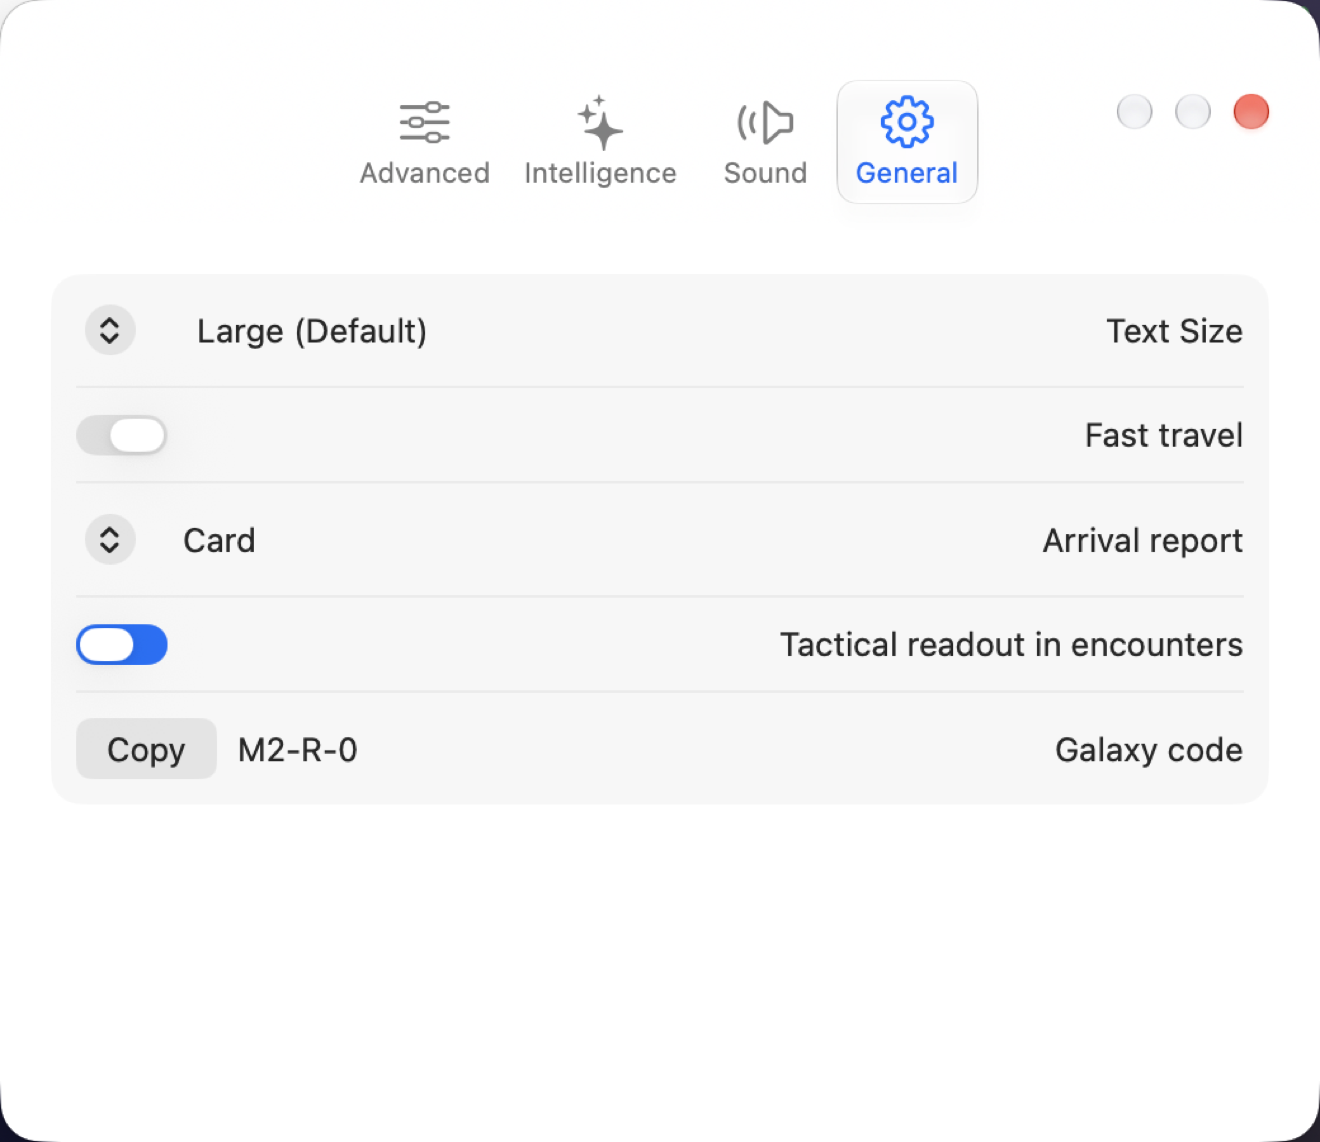 General
Sound
Intelligence
Advanced
Text Size
Large (Default)
Fast travel
Arrival report
Card
Tactical readout in encounters
Galaxy code
M2-R-0
Copy